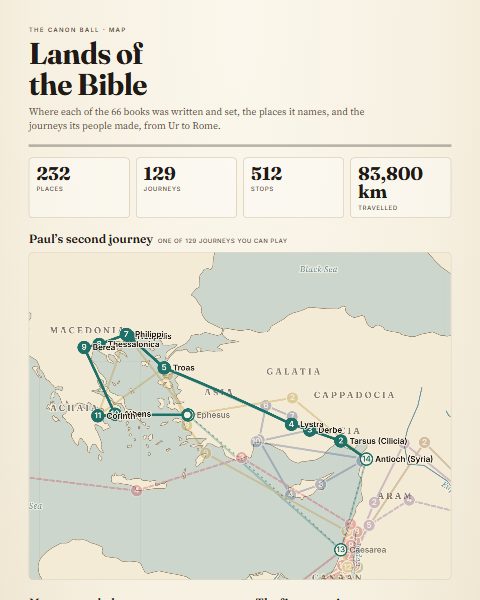 THE CANON BALL · MAP
Lands of
the Bible
Where each of the 66 books was written and set, the places it names, and the
journeys its people made, from Ur to Rome.
232
PLACES
129
JOURNEYS
512
STOPS
83,800
km
TRAVELLED
Paul's second journey ONE OF 129 JOURNEYS YOU CAN PLAY
Black Sea
MACEDONIA
7 Philippi
9 Berea
Thessalonica
5 Troas
GALATIA
ASIA
CAPPADOCIA
ACHAIA
11 Corinth
Athens
Ephesus
4 Lystra
Derbe
2 Tarsus (Cilicia)
14 Antioch (Syria)
ARAM
Sea
13 Caesarea
CANAAN